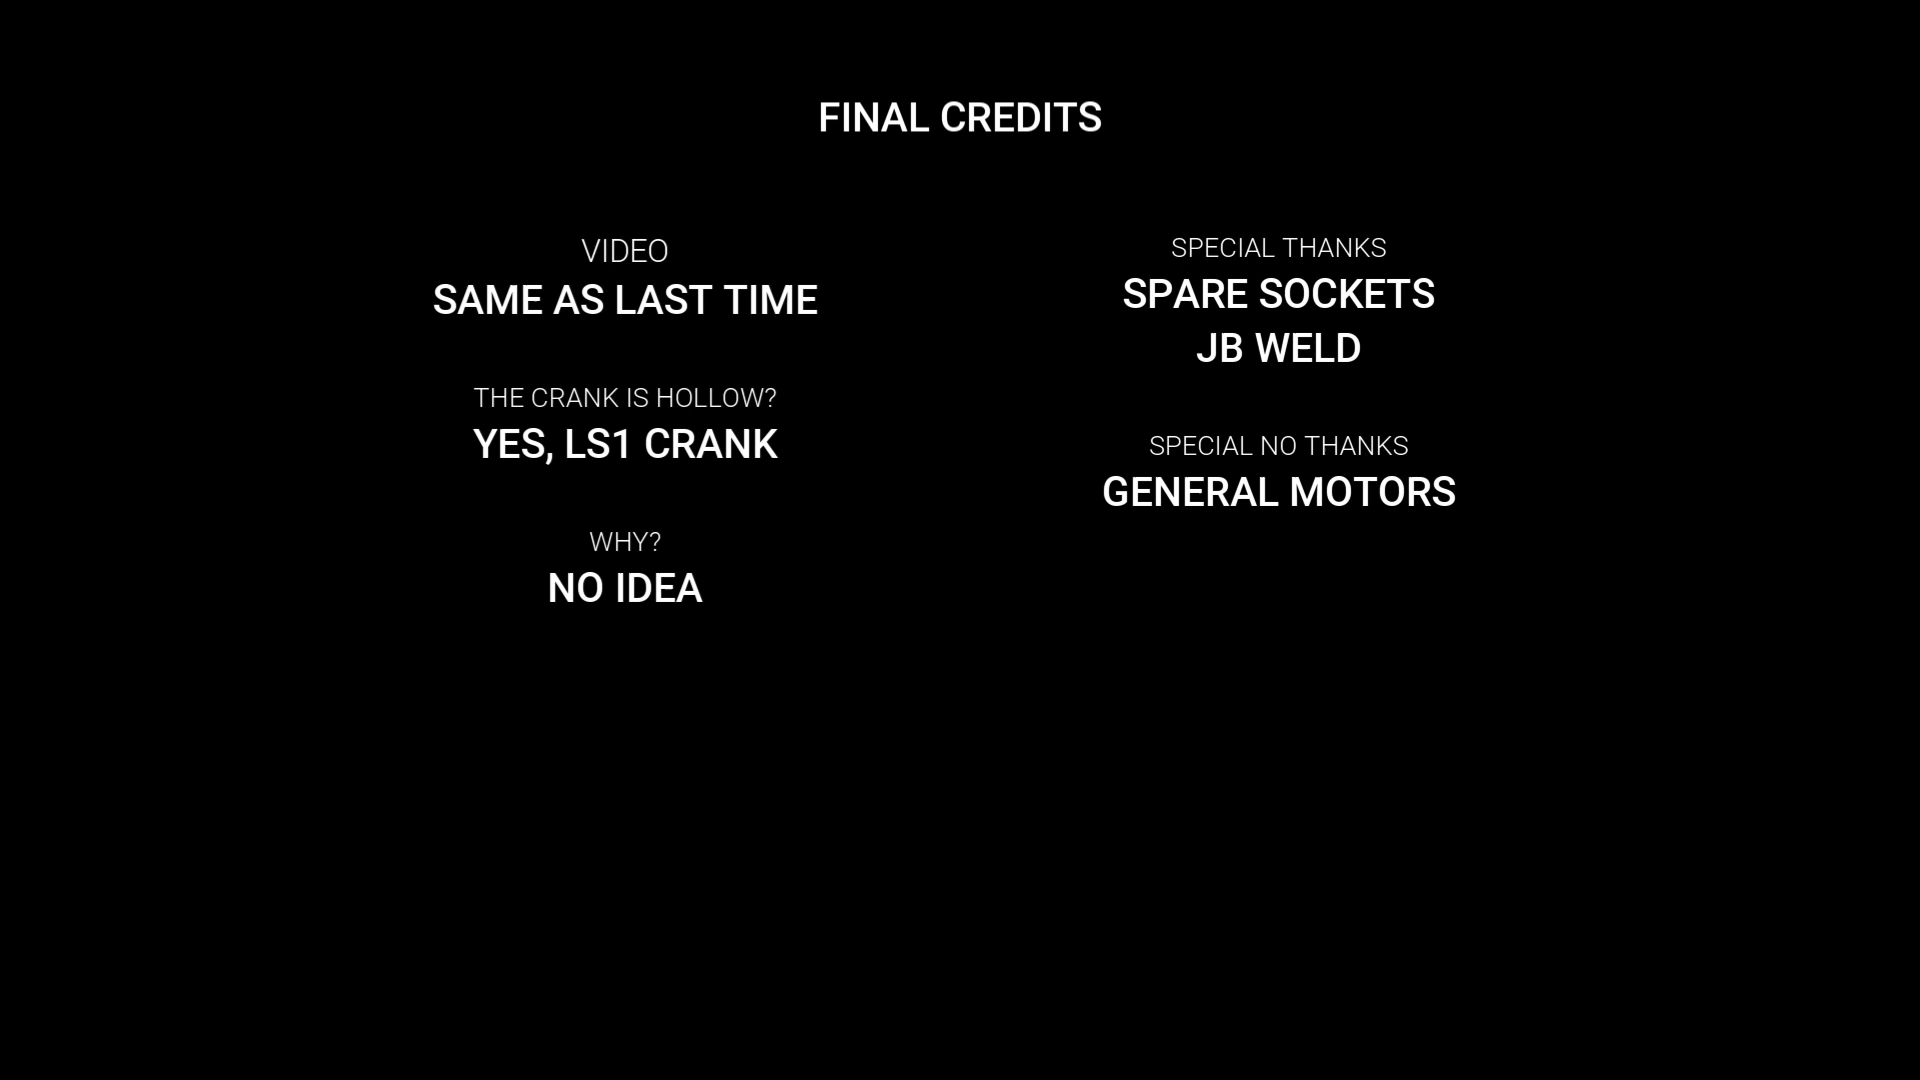 FINAL CREDITS
VIDEO
SAME AS LAST TIME
THE CRANK IS HOLLOW?
YES, LS1 CRANK
WHY?
NO IDEA
SPECIAL THANKS
SPARE SOCKETS
JB WELD
SPECIAL NO THANKS
GENERAL MOTORS